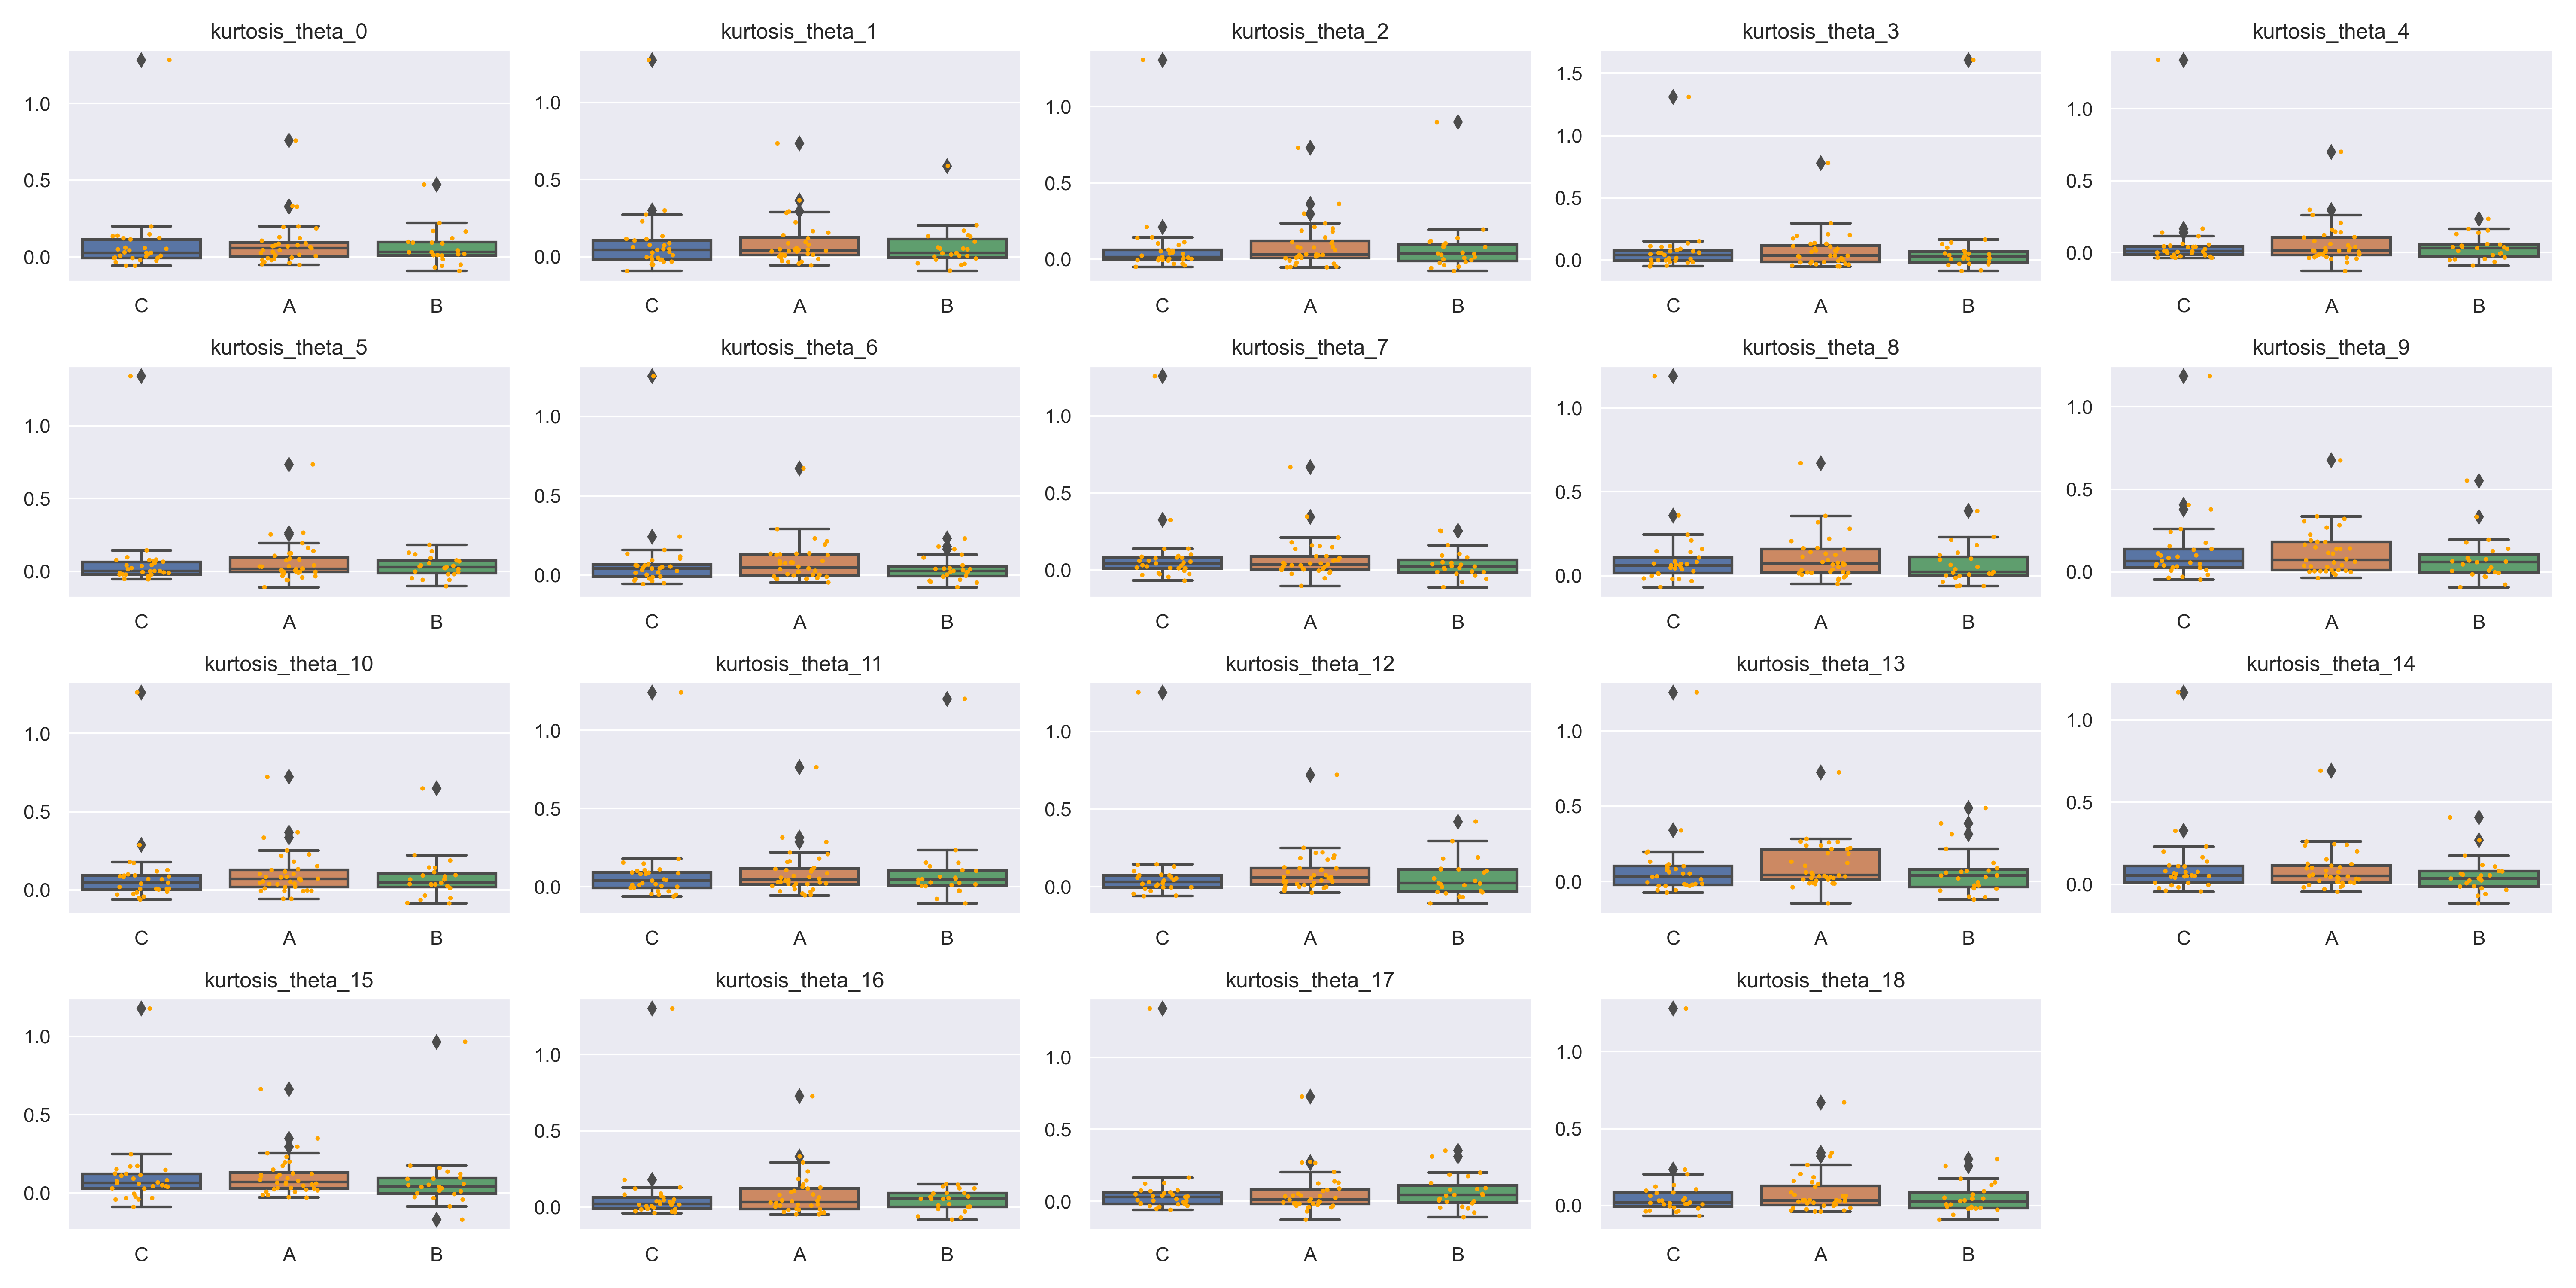 kurtosis_theta_0 kurtosis_theta_1 kurtosis_theta_2 kurtosis_theta_3 kurtosis_theta_4
1.0 1.0 1.0 1.5 1.0
0.5 0.5 0.5 1.0 0.5
0.0 0.0 0.0 0.5 0.0
0.0
C A B C A B C A B C A B C A B
kurtosis_theta_5 kurtosis_theta_6 kurtosis_theta_7 kurtosis_theta_8 kurtosis_theta_9
1.0 1.0 1.0 1.0 1.0
0.5 0.5 0.5 0.5 0.5
0.0 0.0 0.0 0.0 0.0
C A B C A B C A B C A B C A B
kurtosis_theta_10 kurtosis_theta_11 kurtosis_theta_12 kurtosis_theta_13 kurtosis_theta_14
1.0 1.0 1.0 1.0 1.0
0.5 0.5 0.5 0.5 0.5
0.0 0.0 0.0 0.0 0.0
C A B C A B C A B C A B C A B
kurtosis_theta_15 kurtosis_theta_16 kurtosis_theta_17 kurtosis_theta_18
1.0 1.0 1.0 1.0
0.5 0.5 0.5 0.5
0.0 0.0 0.0 0.0
C A B C A B C A B C A B